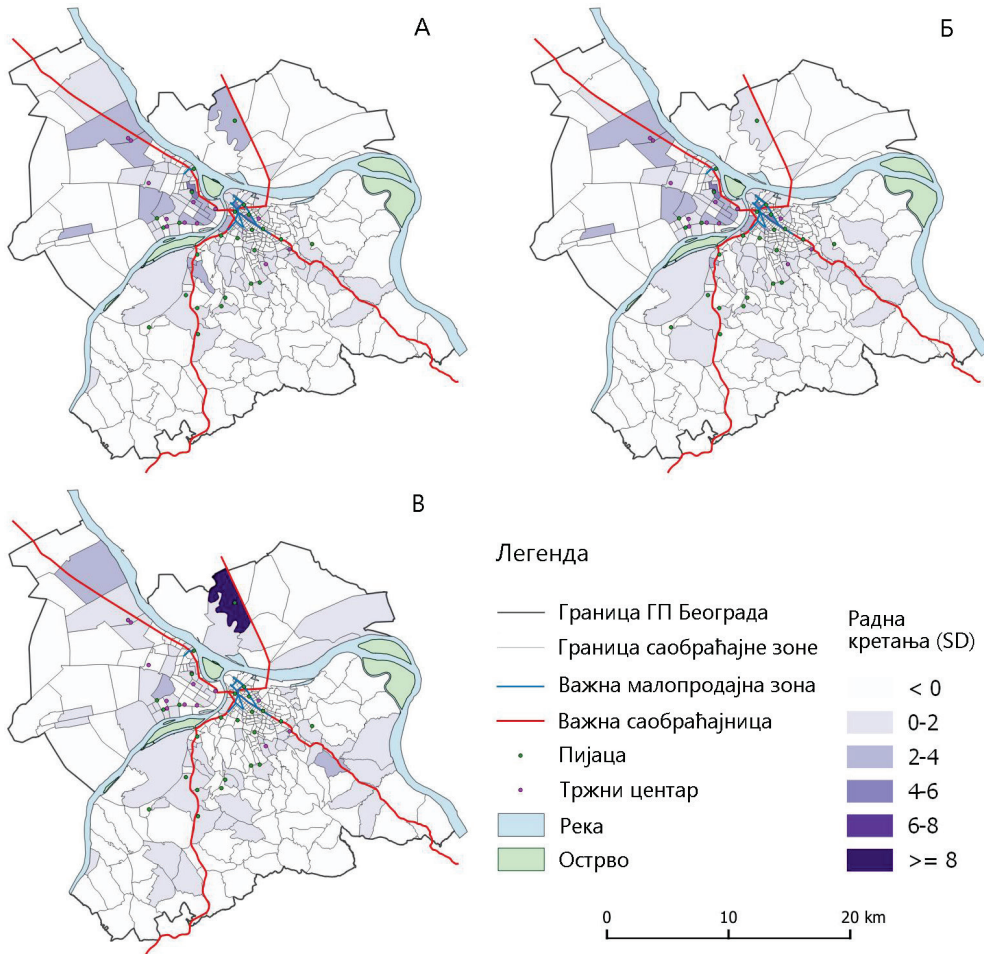 А
Б
В
Легенда
Граница ГП Београда
Граница саобраћајне зоне
Важна малопродајна зона
Важна саобраћајница
Пијаца
Тржни центар
Река
Острво
Радна
кретања (SD)
< 0
0-2
2-4
4-6
6-8
>= 8
0 10 20 km